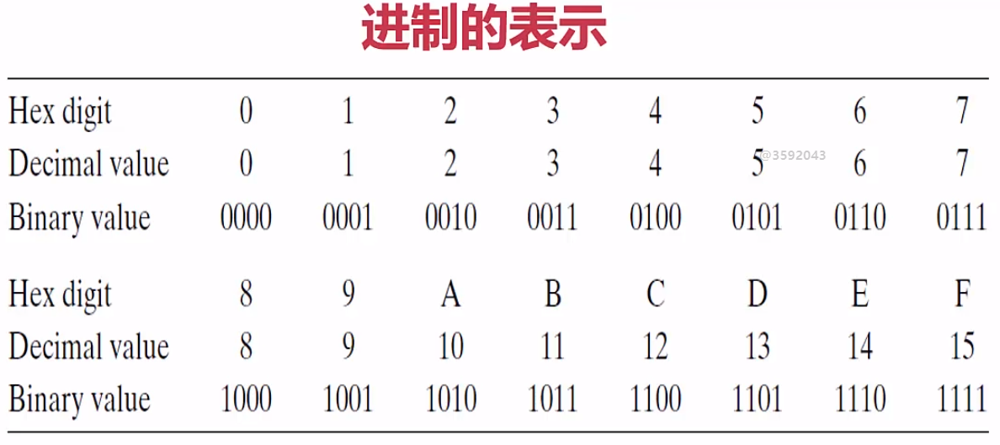 进制的表示
Hex digit 0 1 2 3 4 5 6 7
Decimal value 0 1 2 3 4 5 6 7
@3592043
Binary value 0000 0001 0010 0011 0100 0101 0110 0111
Hex digit 8 9 A B C D E F
Decimal value 8 9 10 11 12 13 14 15
Binary value 1000 1001 1010 1011 1100 1101 1110 1111